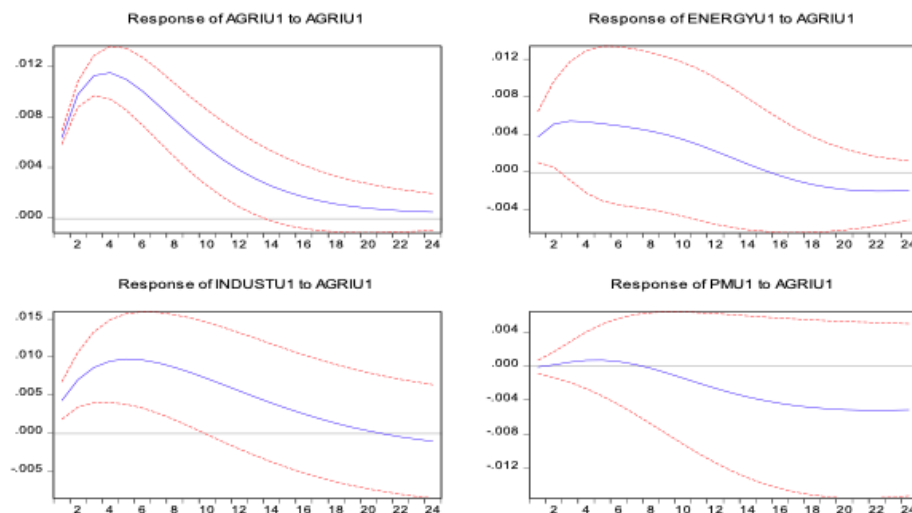 Response of AGRIU1 to AGRIU1
.012
.008
.004
.000
2 4 6 8 10 12 14 16 18 20 22 24
Response of ENERGYU1 to AGRIU1
.012
.008
.004
.000
-.004
2 4 6 8 10 12 14 16 18 20 22 24
Response of INDUSTU1 to AGRIU1
.015
.010
.005
.000
-.005
2 4 6 8 10 12 14 16 18 20 22 24
Response of PMU1 to AGRIU1
.004
.000
-.004
-.008
-.012
2 4 6 8 10 12 14 16 18 20 22 24